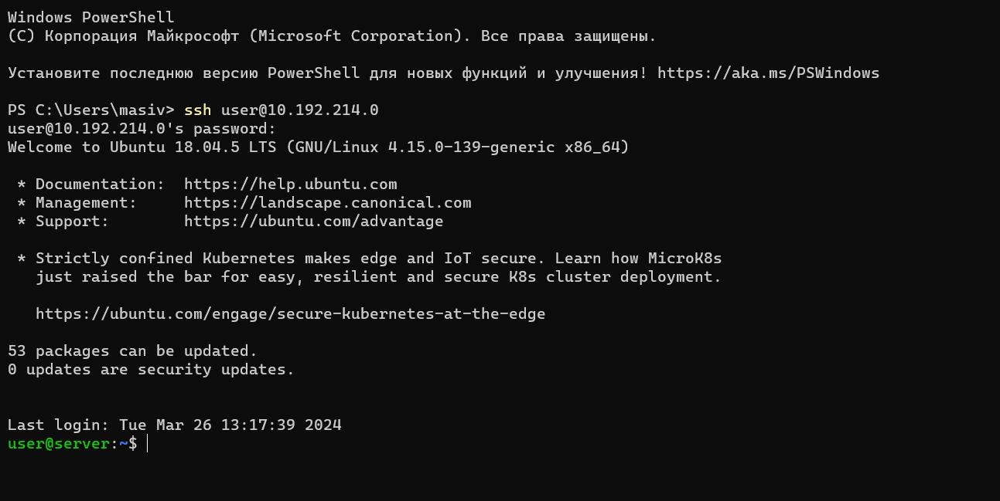 Windows PowerShell
(C) Корпорация Майкрософт (Microsoft Corporation). Все права защищены.
Установите последнюю версию PowerShell для новых функций и улучшения! https://aka.ms/PSWindows
PS C:\Users\masiv> ssh user@10.192.214.0
user@10.192.214.0's password:
Welcome to Ubuntu 18.04.5 LTS (GNU/Linux 4.15.0-139-generic x86_64)
* Documentation:  https://help.ubuntu.com
* Management:     https://landscape.canonical.com
* Support:        https://ubuntu.com/advantage
* Strictly confined Kubernetes makes edge and IoT secure. Learn how MicroK8s
just raised the bar for easy, resilient and secure K8s cluster deployment.
https://ubuntu.com/engage/secure-kubernetes-at-the-edge
53 packages can be updated.
0 updates are security updates.
Last login: Tue Mar 26 13:17:39 2024
user@server:~$